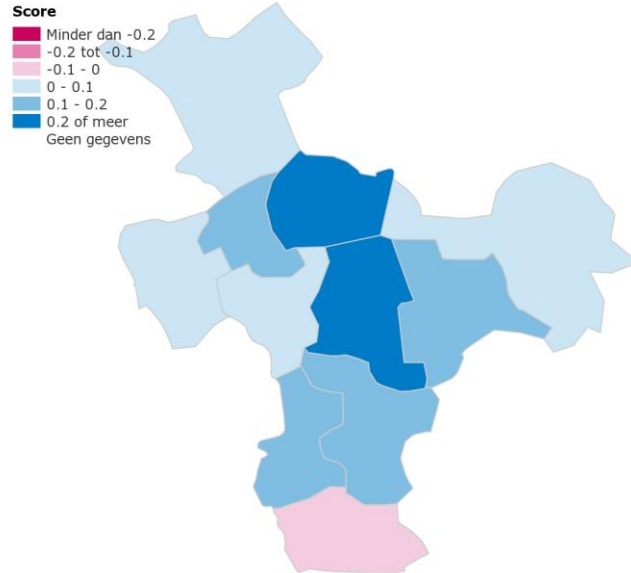 Score
Minder dan -0.2
-0.2 tot -0.1
-0.1 - 0
0 - 0.1
0.1 - 0.2
0.2 of meer
Geen gegevens